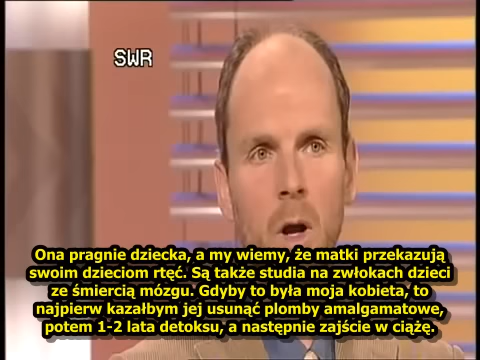 SWR
Ona pragnie dziecka, a my wiemy, że matki przekazują
swoim dzieciom rtęć. Są także studia na zwłokach dzieci
ze śmiercią mózgu. Gdyby to była moja kobieta, to
najpierw kazałbym jej usunąć plomby amalgamatowe,
potem 1-2 lata detoksu, a następnie zajście w ciążę.